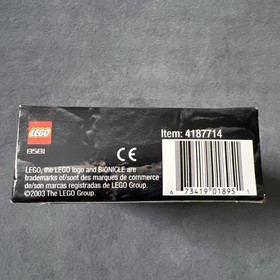 LEGO
8581
Item: 4187714
CE
LEGO, the LEGO logo and BIONICLE are
trademarks of/sont des marques de commerce
de/son marcas registradas de LEGO Group.
©2003 The LEGO Group.
6 73419 01895 1